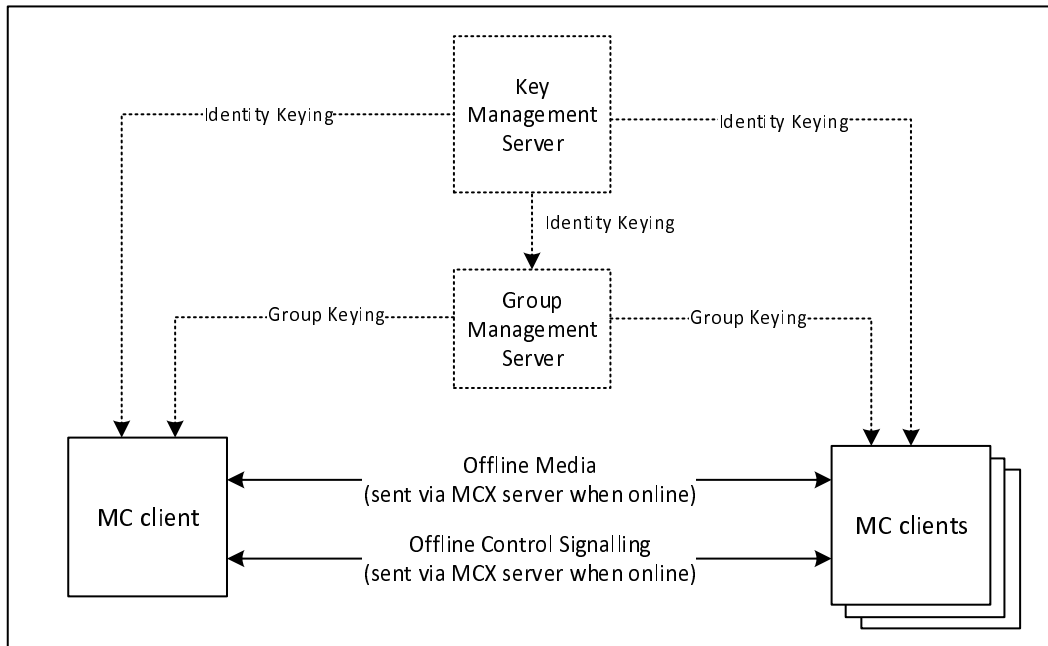 Key
Management
Server
Identity Keying
Identity Keying
Identity Keying
Group
Management
Server
Group Keying
Group Keying
Offline Media
(sent via MCX server when online)
MC client
MC clients
Offline Control Signalling
(sent via MCX server when online)